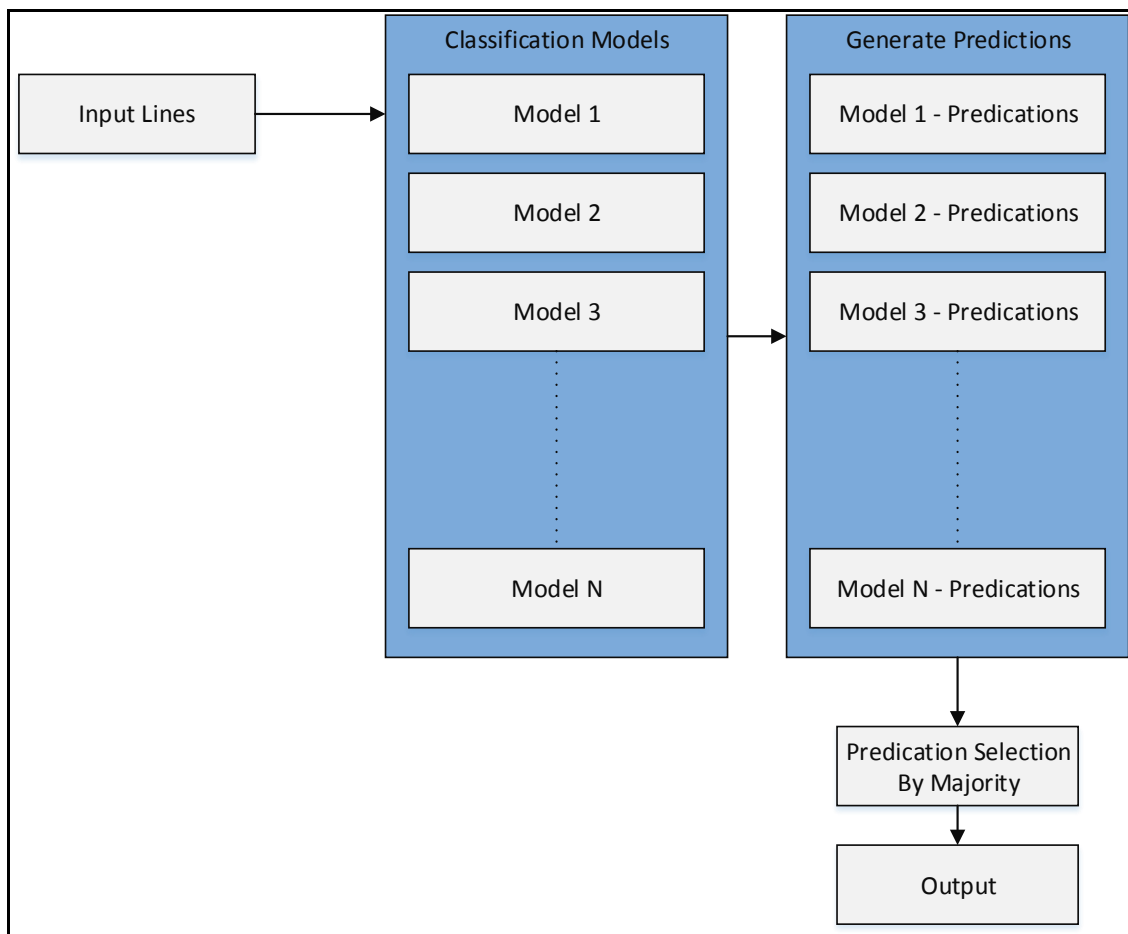 Classification Models
Generate Predictions
Input Lines
Model 1
Model 1 - Predications
Model 2
Model 2 - Predications
Model 3
Model 3 - Predications
Model N
Model N - Predications
Predication Selection
By Majority
Output